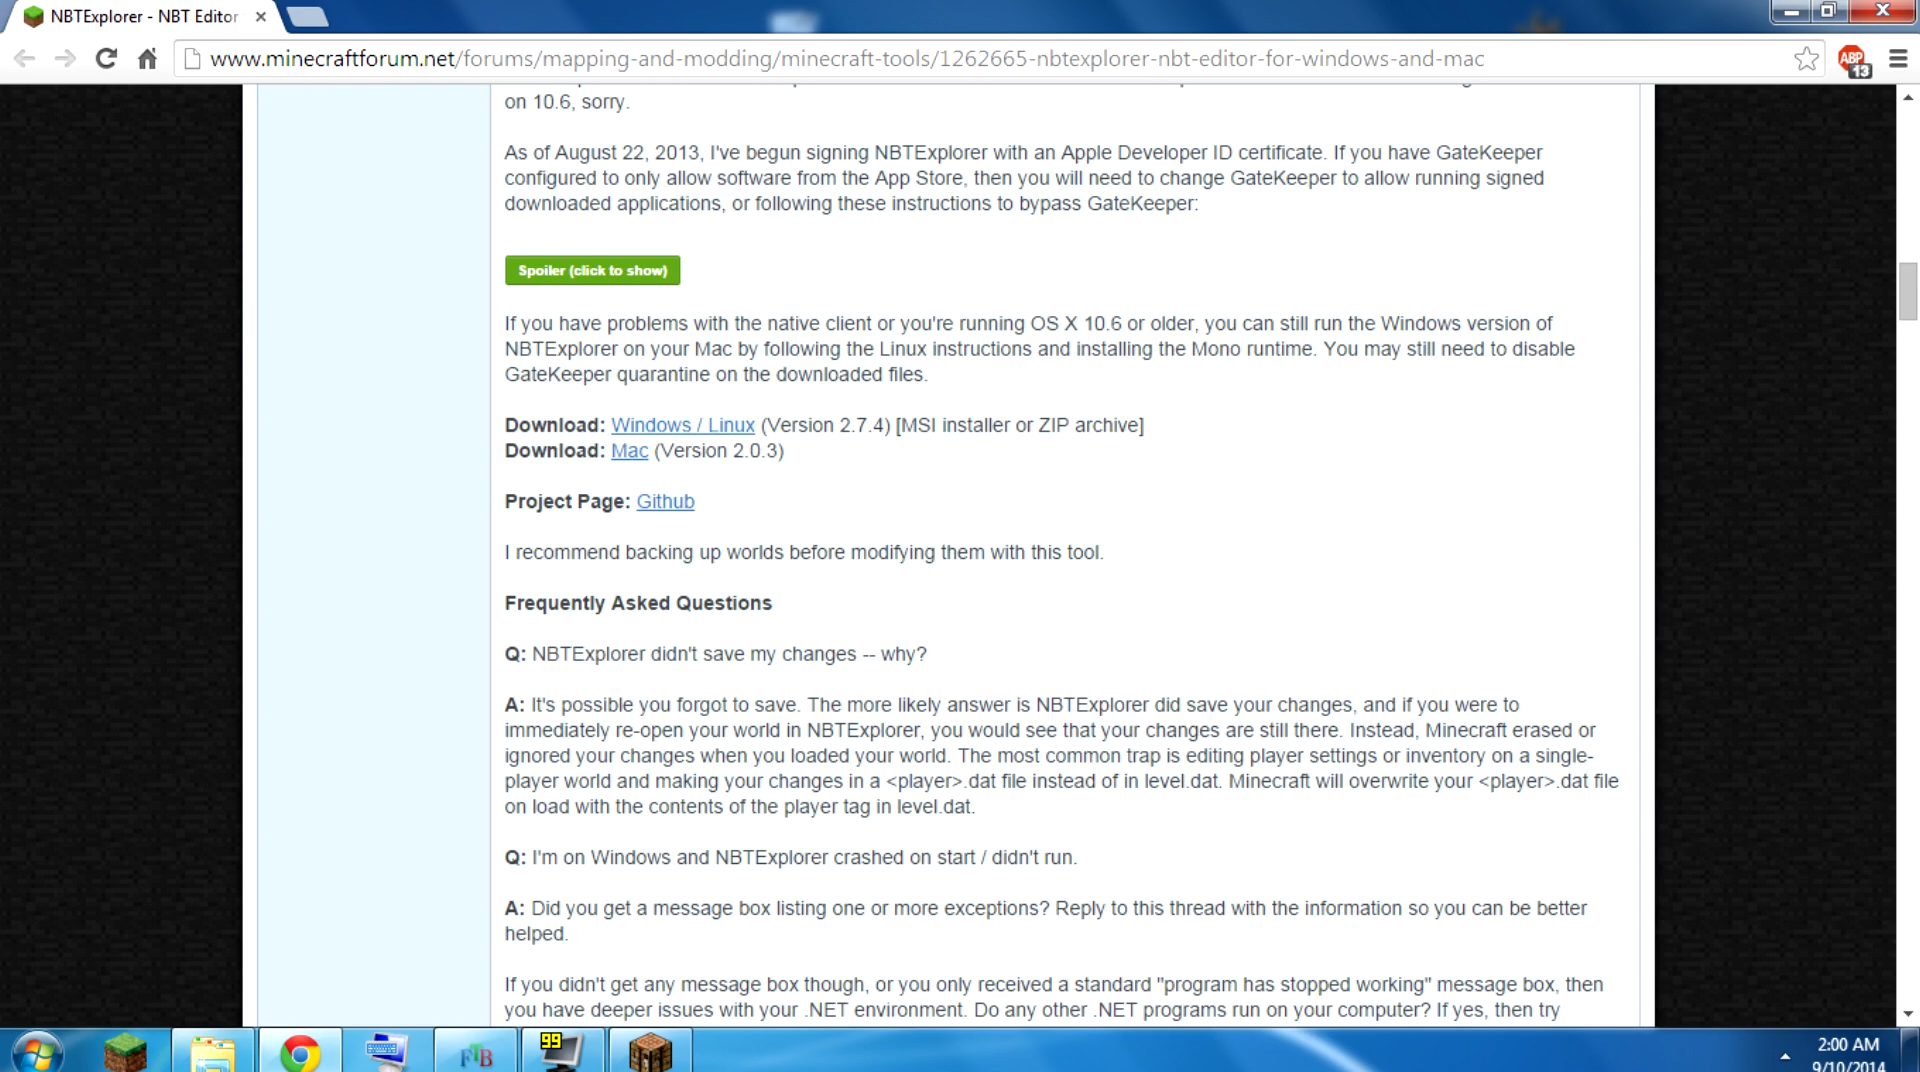 NBTExplorer - NBT Editor
www.minecraftforum.net/forums/mapping-and-modding/minecraft-tools/1262665-nbtexplorer-nbt-editor-for-windows-and-mac
ABP
13
on 10.6, sorry.
As of August 22, 2013, I've begun signing NBTExplorer with an Apple Developer ID certificate. If you have GateKeeper
configured to only allow software from the App Store, then you will need to change GateKeeper to allow running signed
downloaded applications, or following these instructions to bypass GateKeeper:
Spoiler (click to show)
If you have problems with the native client or you're running OS X 10.6 or older, you can still run the Windows version of
NBTExplorer on your Mac by following the Linux instructions and installing the Mono runtime. You may still need to disable
GateKeeper quarantine on the downloaded files.
Download: Windows / Linux (Version 2.7.4) [MSI installer or ZIP archive]
Download: Mac (Version 2.0.3)
Project Page: Github
I recommend backing up worlds before modifying them with this tool.
Frequently Asked Questions
Q: NBTExplorer didn't save my changes -- why?
A: It's possible you forgot to save. The more likely answer is NBTExplorer did save your changes, and if you were to
immediately re-open your world in NBTExplorer, you would see that your changes are still there. Instead, Minecraft erased or
ignored your changes when you loaded your world. The most common trap is editing player settings or inventory on a single-
player world and making your changes in a <player>.dat file instead of in level.dat. Minecraft will overwrite your <player>.dat file
on load with the contents of the player tag in level.dat.
Q: I'm on Windows and NBTExplorer crashed on start / didn't run.
A: Did you get a message box listing one or more exceptions? Reply to this thread with the information so you can be better
helped.
If you didn't get any message box though, or you only received a standard "program has stopped working" message box, then
you have deeper issues with your .NET environment. Do any other .NET programs run on your computer? If yes, then try
FTB
99
2:00 AM
9/10/2014